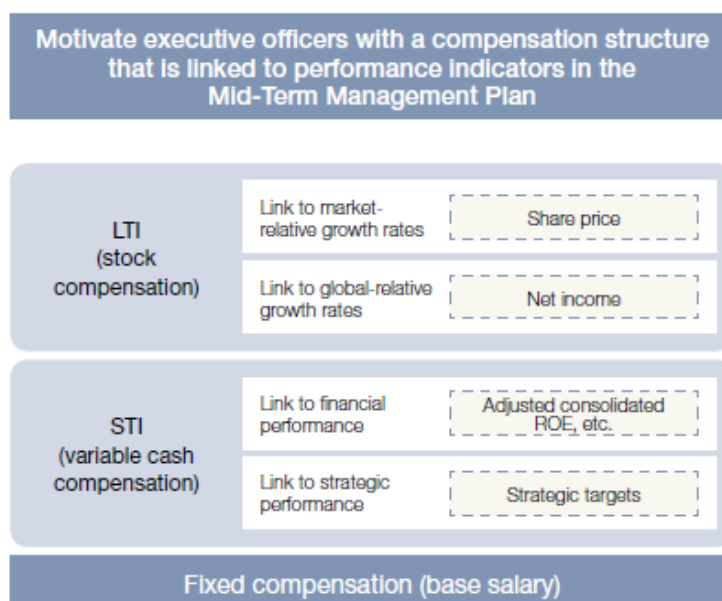 Motivate executive officers with a compensation structure
that is linked to performance indicators in the
Mid-Term Management Plan
LTI
(stock
compensation)
Link to market-
relative growth rates
Share price
Link to global-relative
growth rates
Net income
STI
(variable cash
compensation)
Link to financial
performance
Adjusted consolidated
ROE, etc.
Link to strategic
performance
Strategic targets
Fixed compensation (base salary)